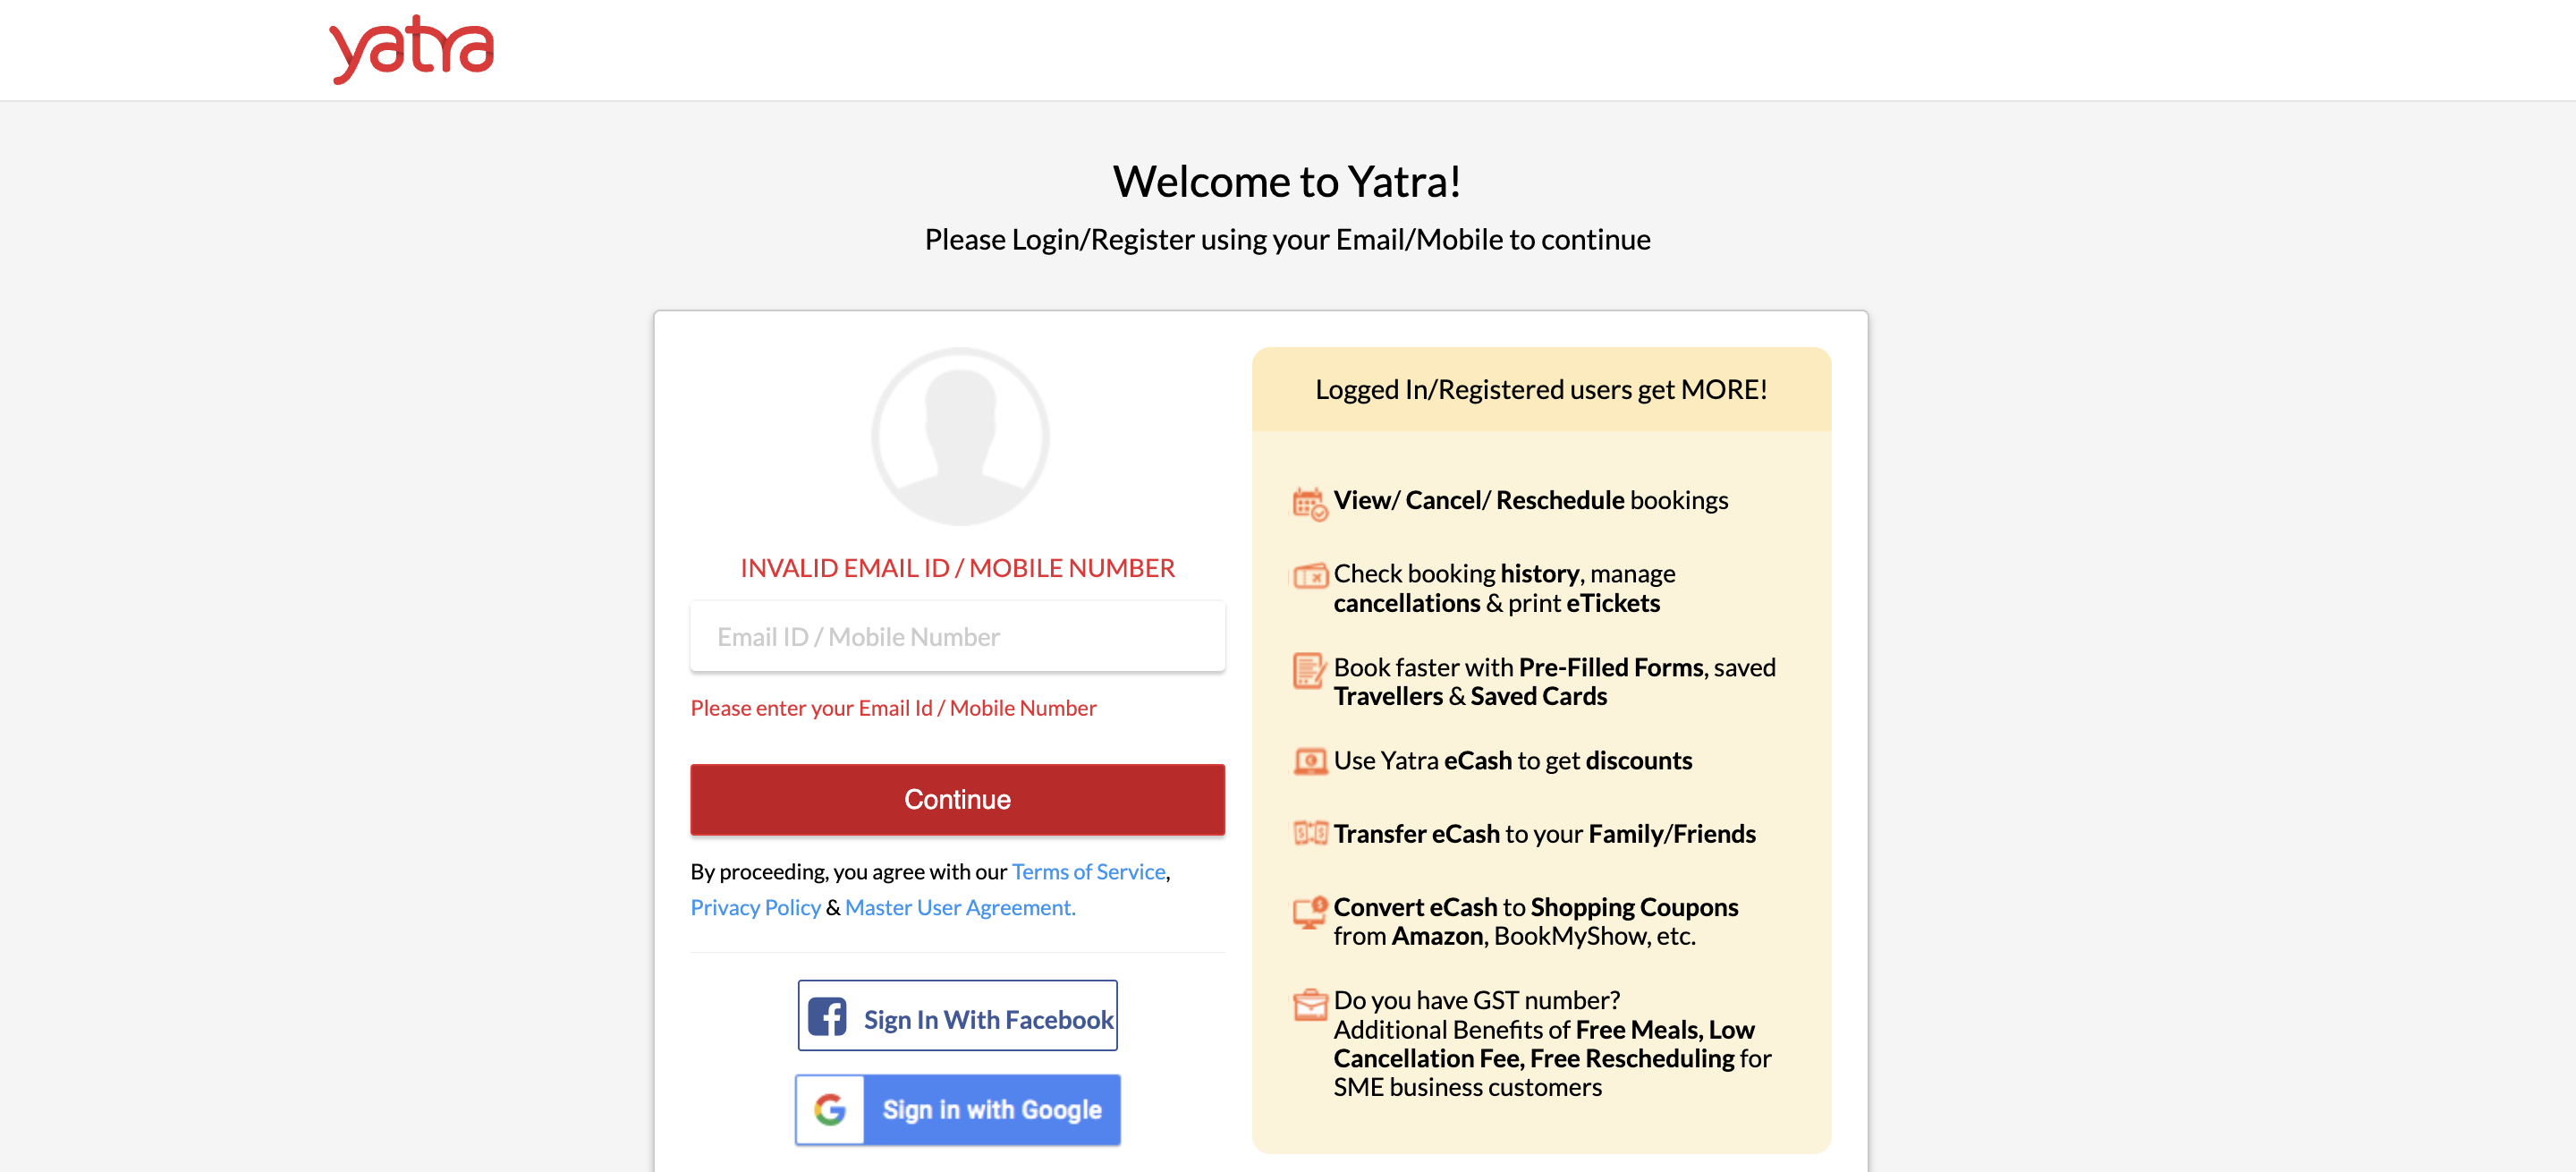 yatra
Welcome to Yatra!
Please Login/Register using your Email/Mobile to continue
INVALID EMAIL ID / MOBILE NUMBER
Email ID / Mobile Number
Please enter your Email Id / Mobile Number
Continue
By proceeding, you agree with our Terms of Service,
Privacy Policy & Master User Agreement.
Sign In With Facebook
Sign in with Google
Logged In/Registered users get MORE!
View/ Cancel/ Reschedule bookings
Check booking history, manage
cancellations & print eTickets
Book faster with Pre-Filled Forms, saved
Travellers & Saved Cards
Use Yatra eCash to get discounts
Transfer eCash to your Family/Friends
Convert eCash to Shopping Coupons
from Amazon, BookMyShow, etc.
Do you have GST number?
Additional Benefits of Free Meals, Low
Cancellation Fee, Free Rescheduling for
SME business customers